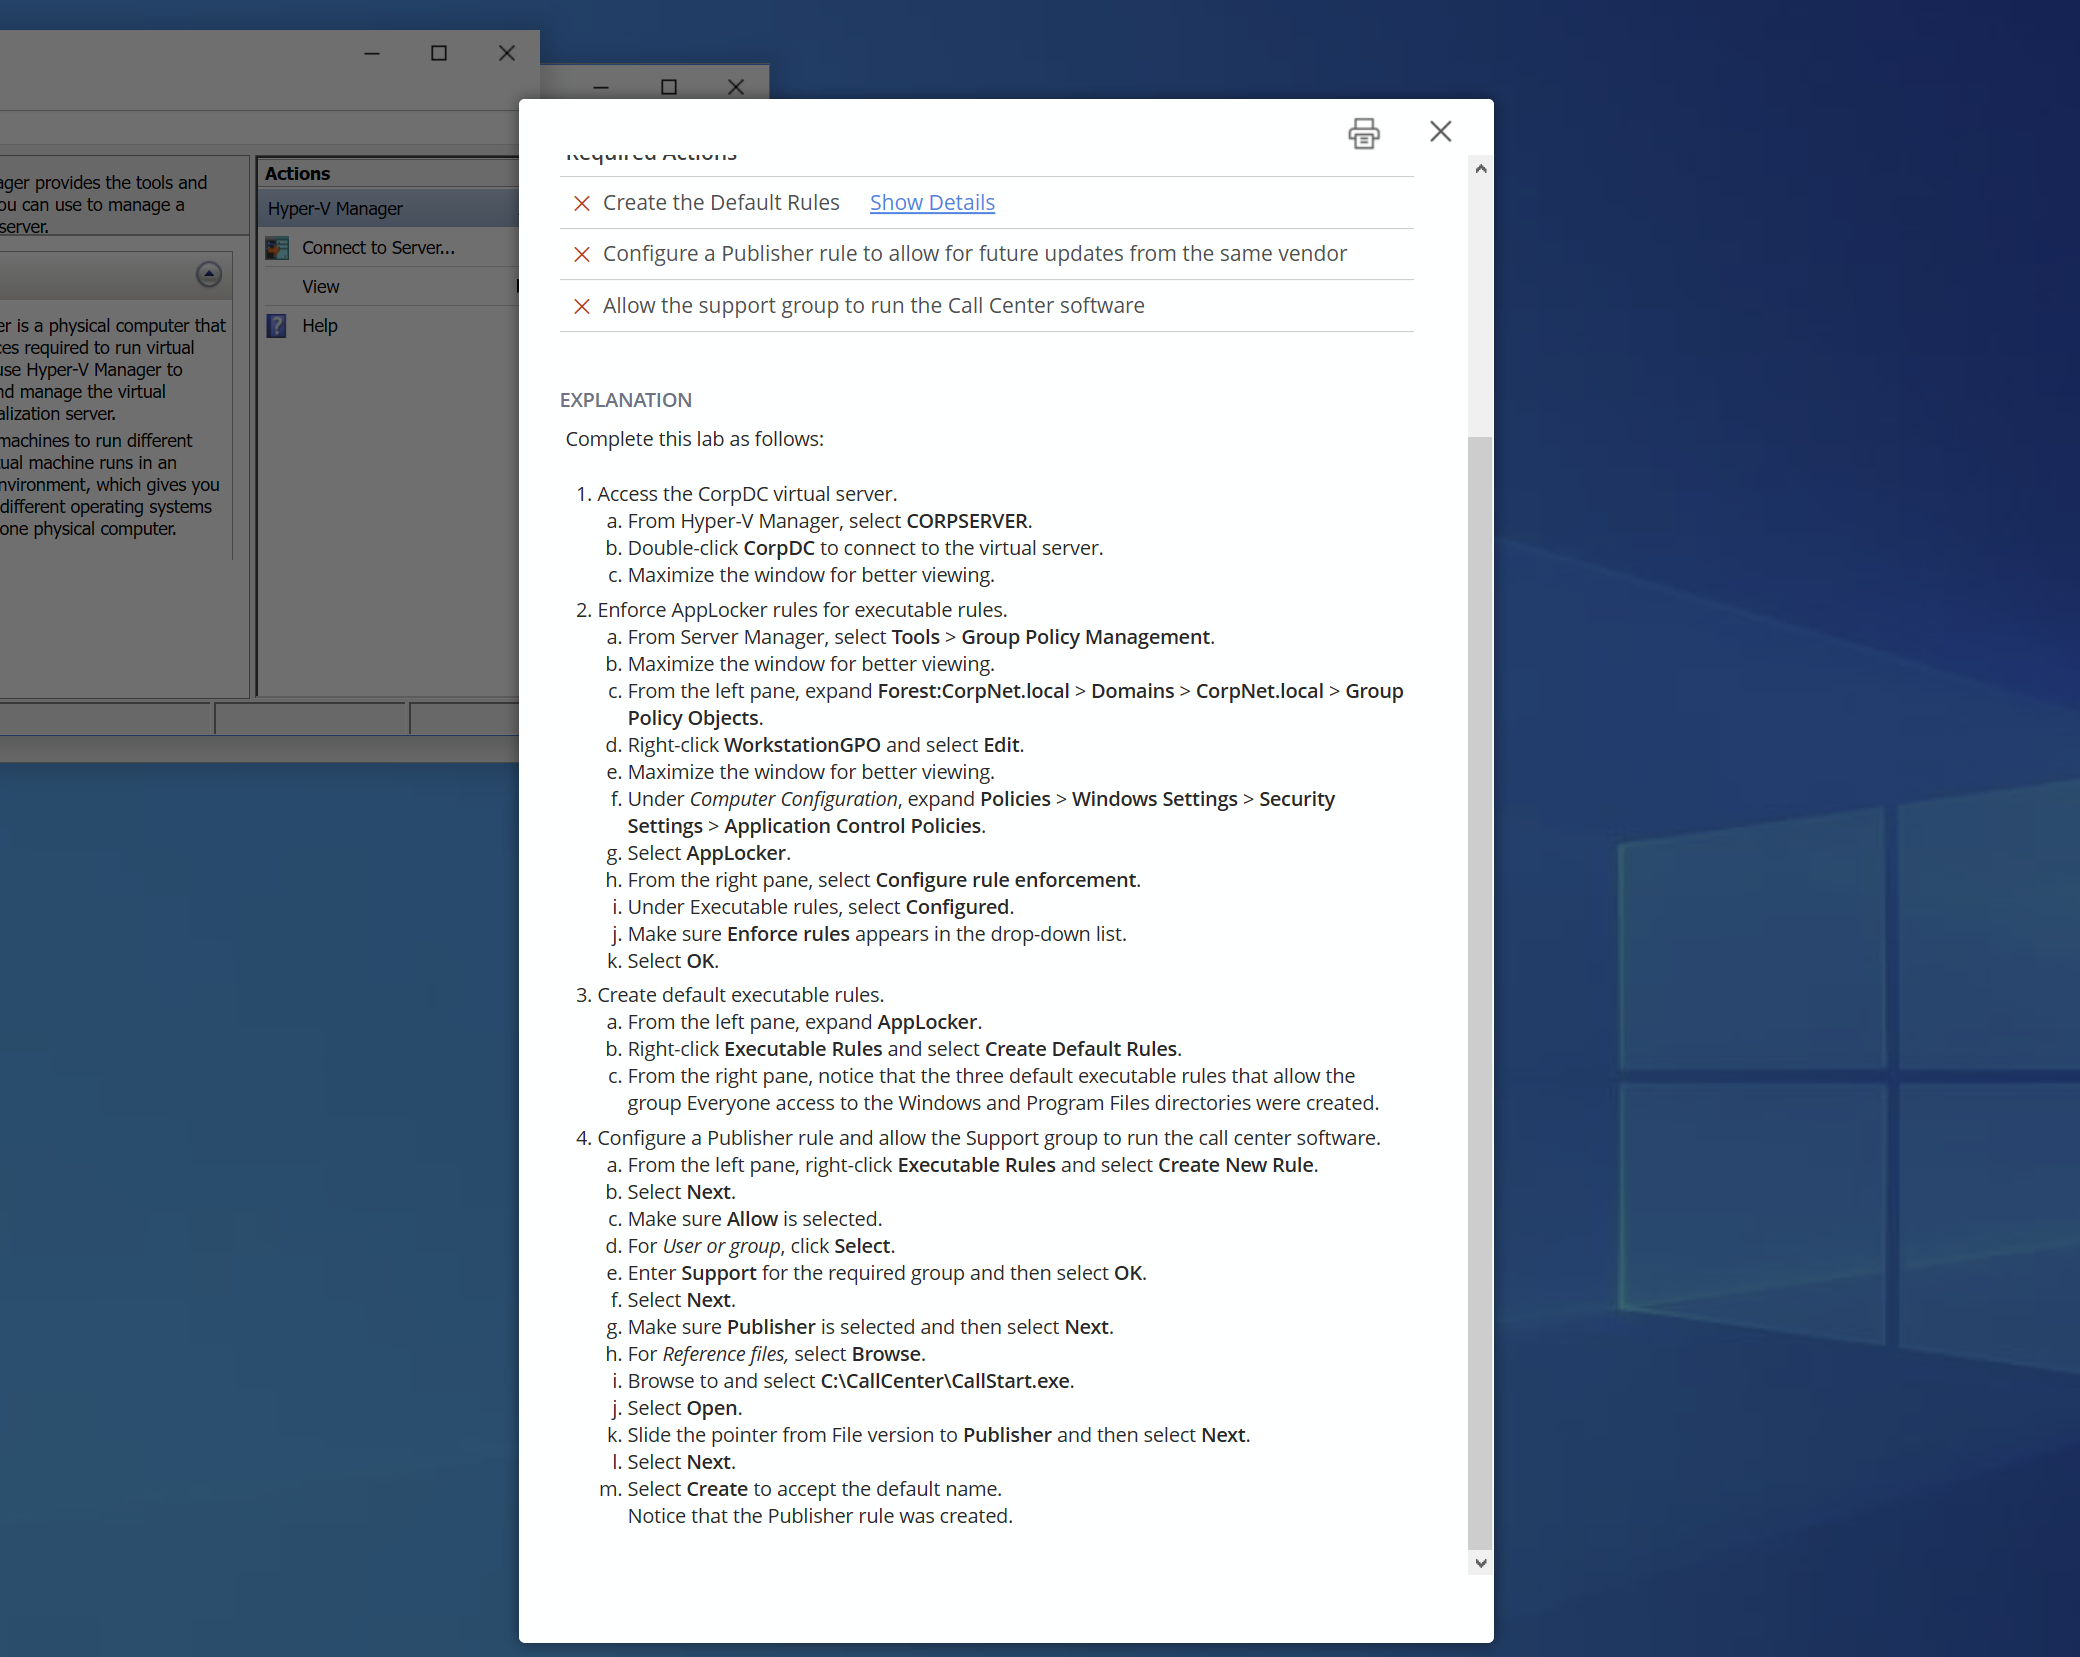 ager provides the tools and
ou can use to manage a
server.
er is a physical computer that
ces required to run virtual
use Hyper-V Manager to
nd manage the virtual
alization server.
machines to run different
ual machine runs in an
nvironment, which gives you
different operating systems
one physical computer.
Actions
Hyper-V Manager
Connect to Server...
View
Help
Required Actions
Create the Default Rules Show Details
Configure a Publisher rule to allow for future updates from the same vendor
Allow the support group to run the Call Center software
EXPLANATION
Complete this lab as follows:
1. Access the CorpDC virtual server.
a. From Hyper-V Manager, select CORPSERVER.
b. Double-click CorpDC to connect to the virtual server.
c. Maximize the window for better viewing.
2. Enforce AppLocker rules for executable rules.
a. From Server Manager, select Tools > Group Policy Management.
b. Maximize the window for better viewing.
c. From the left pane, expand Forest:CorpNet.local > Domains > CorpNet.local > Group
Policy Objects.
d. Right-click WorkstationGPO and select Edit.
e. Maximize the window for better viewing.
f. Under Computer Configuration, expand Policies > Windows Settings > Security
Settings > Application Control Policies.
g. Select AppLocker.
h. From the right pane, select Configure rule enforcement.
i. Under Executable rules, select Configured.
j. Make sure Enforce rules appears in the drop-down list.
k. Select OK.
3. Create default executable rules.
a. From the left pane, expand AppLocker.
b. Right-click Executable Rules and select Create Default Rules.
c. From the right pane, notice that the three default executable rules that allow the
group Everyone access to the Windows and Program Files directories were created.
4. Configure a Publisher rule and allow the Support group to run the call center software.
a. From the left pane, right-click Executable Rules and select Create New Rule.
b. Select Next.
c. Make sure Allow is selected.
d. For User or group, click Select.
e. Enter Support for the required group and then select OK.
f. Select Next.
g. Make sure Publisher is selected and then select Next.
h. For Reference files, select Browse.
i. Browse to and select C:\CallCenter\CallStart.exe.
j. Select Open.
k. Slide the pointer from File version to Publisher and then select Next.
l. Select Next.
m. Select Create to accept the default name.
Notice that the Publisher rule was created.